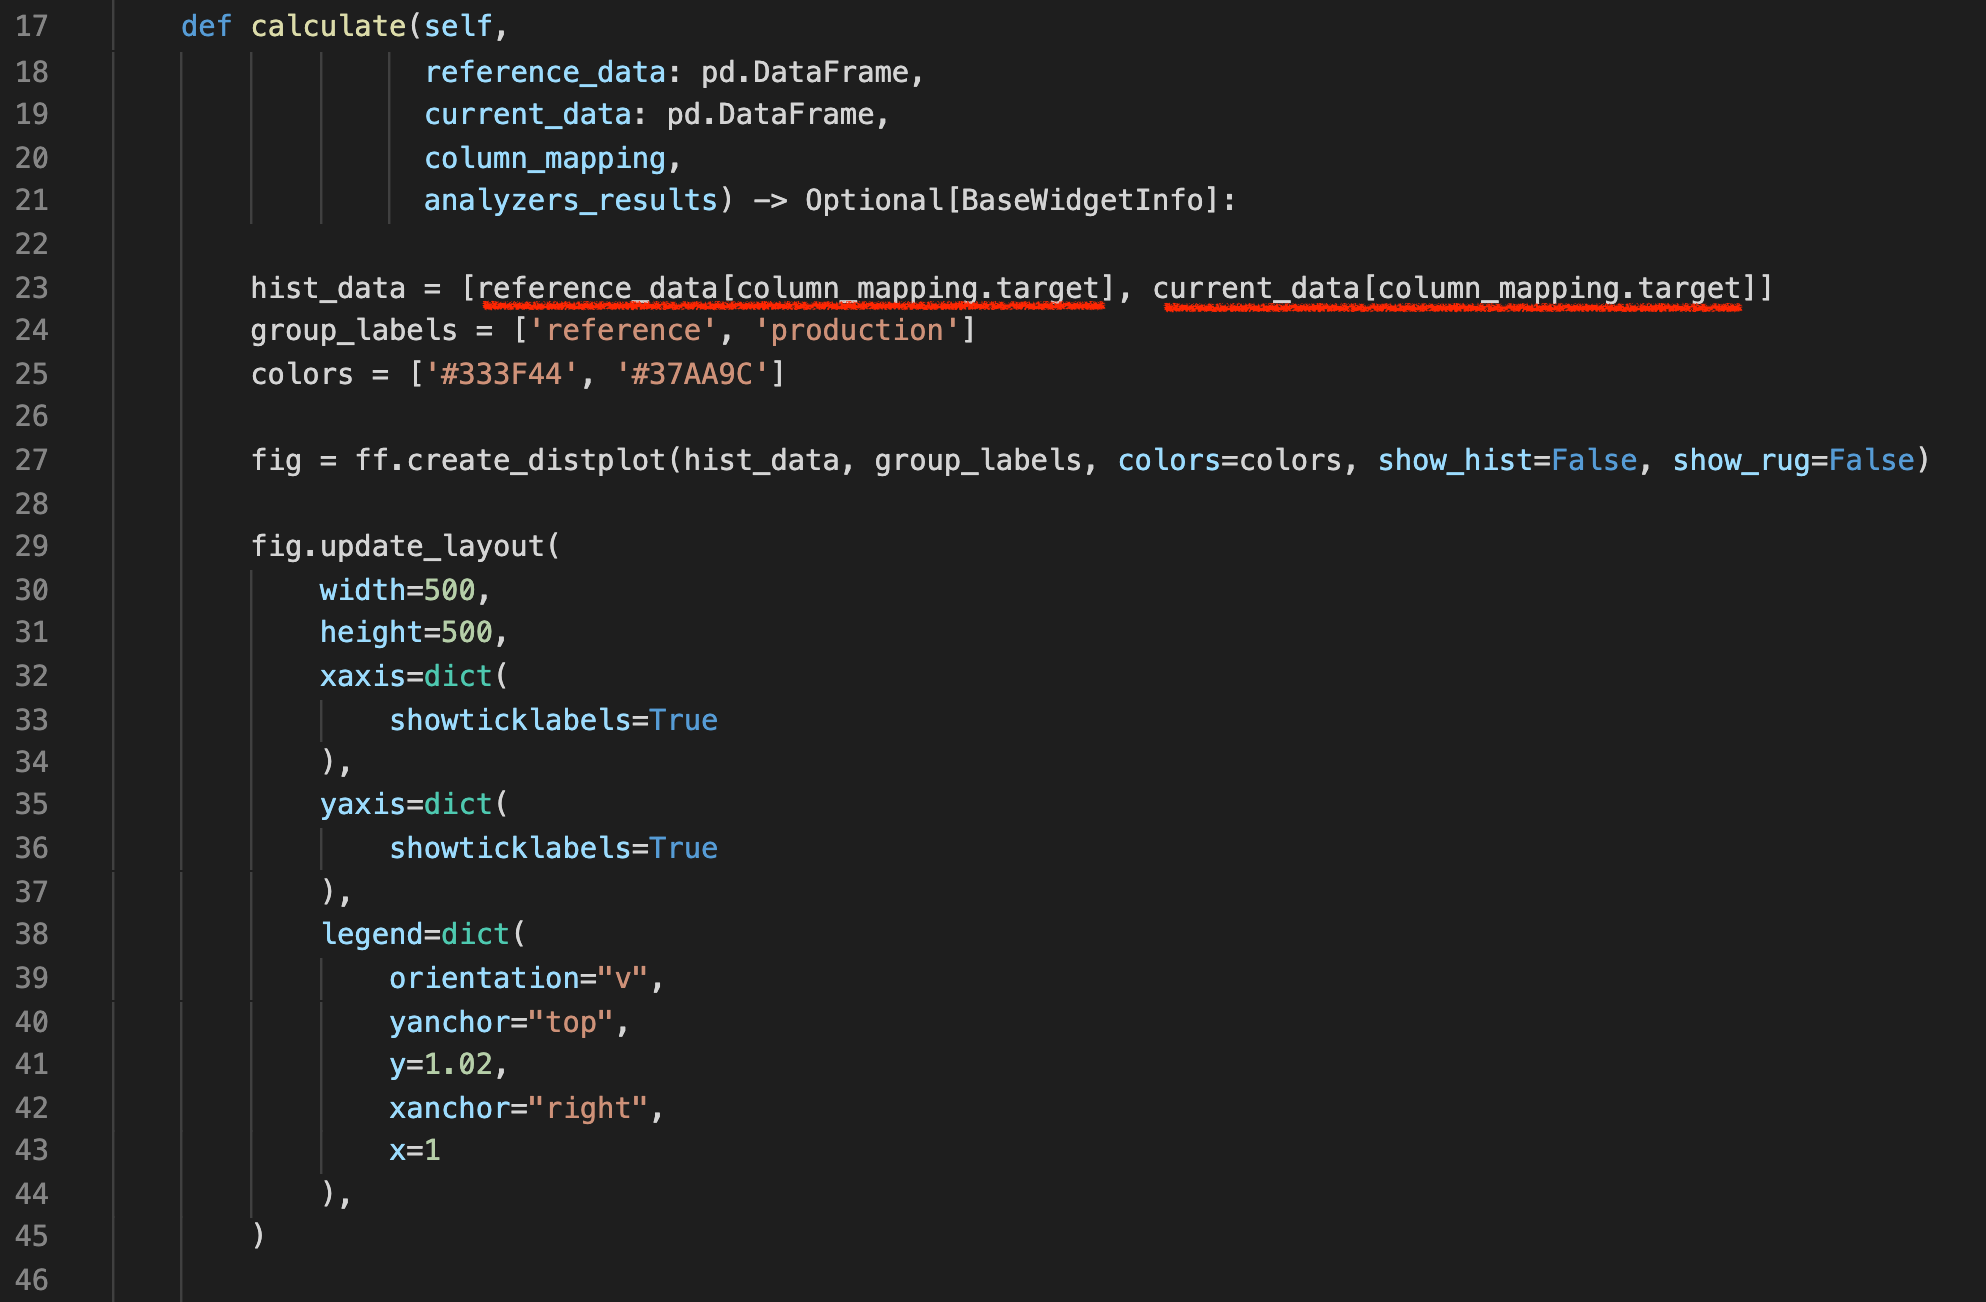 17 def calculate(self,
18 reference_data: pd.DataFrame,
19 current_data: pd.DataFrame,
20 column_mapping,
21 analyzers_results) -> Optional[BaseWidgetInfo]:
22
23 hist_data = [reference_data[column_mapping.target], current_data[column_mapping.target]]
24 group_labels = ['reference', 'production']
25 colors = ['#333F44', '#37AA9C']
26
27 fig = ff.create_distplot(hist_data, group_labels, colors=colors, show_hist=False, show_rug=False)
28
29 fig.update_layout(
30 width=500,
31 height=500,
32 xaxis=dict(
33 showticklabels=True
34 ),
35 yaxis=dict(
36 showticklabels=True
37 ),
38 legend=dict(
39 orientation="v",
40 yanchor="top",
41 y=1.02,
42 xanchor="right",
43 x=1
44 ),
45 )
46